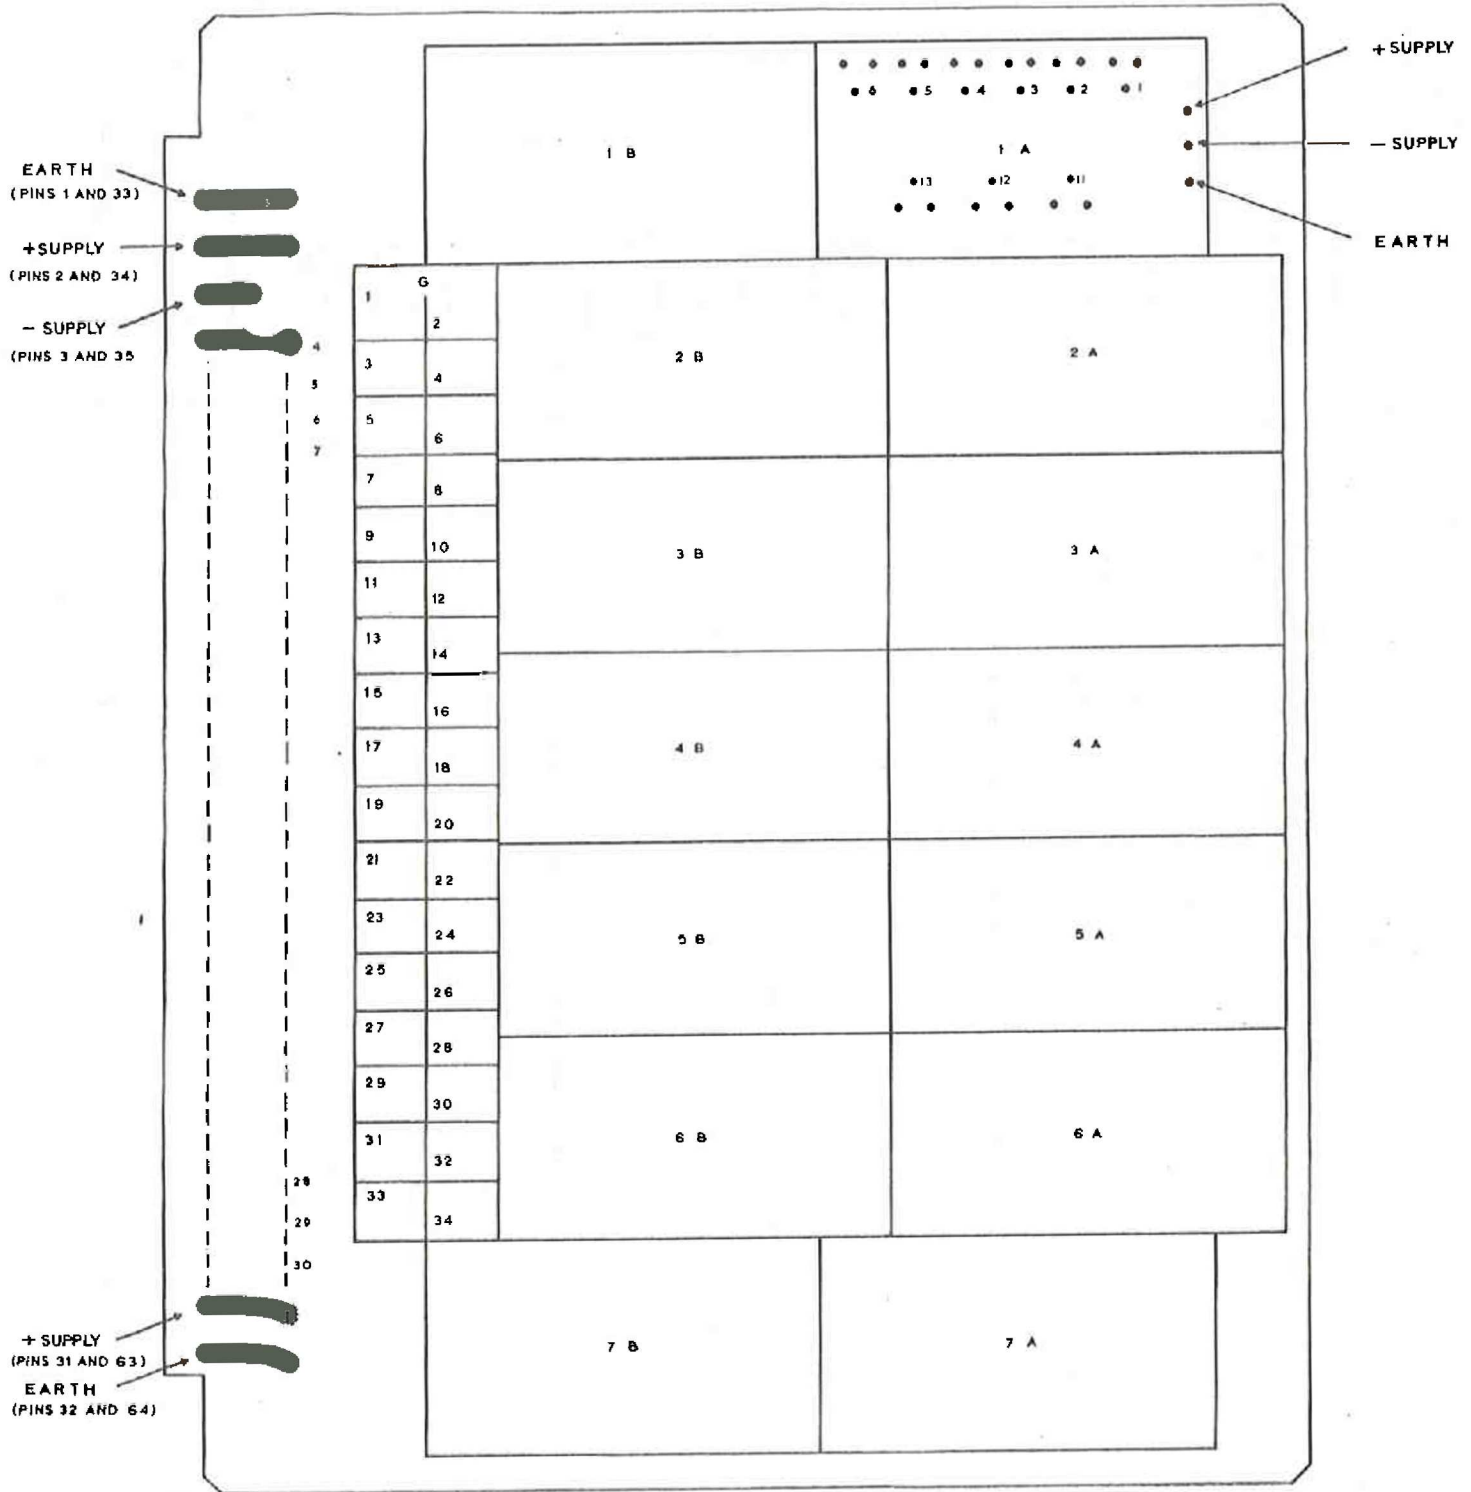 + SUPPLY
6 5 4 3 2 1
1 B
1 A
— SUPPLY
EARTH
(PINS 1 AND 33)
13 12 11
+SUPPLY
(PINS 2 AND 34)
EARTH
G
1
2
— SUPPLY
(PINS 3 AND 35
4
5
6
7
3
4
5
6
7
8
9
10
11
12
13
14
15
16
17
18
19
20
21
22
23
24
25
26
27
28
29
30
31
32
33
34
2 B
2 A
3 B
3 A
4 B
4 A
5 B
5 A
6 B
6 A
28
29
30
+ SUPPLY
(PINS 31 AND 63)
EARTH
(PINS 32 AND 64)
7 B
7 A